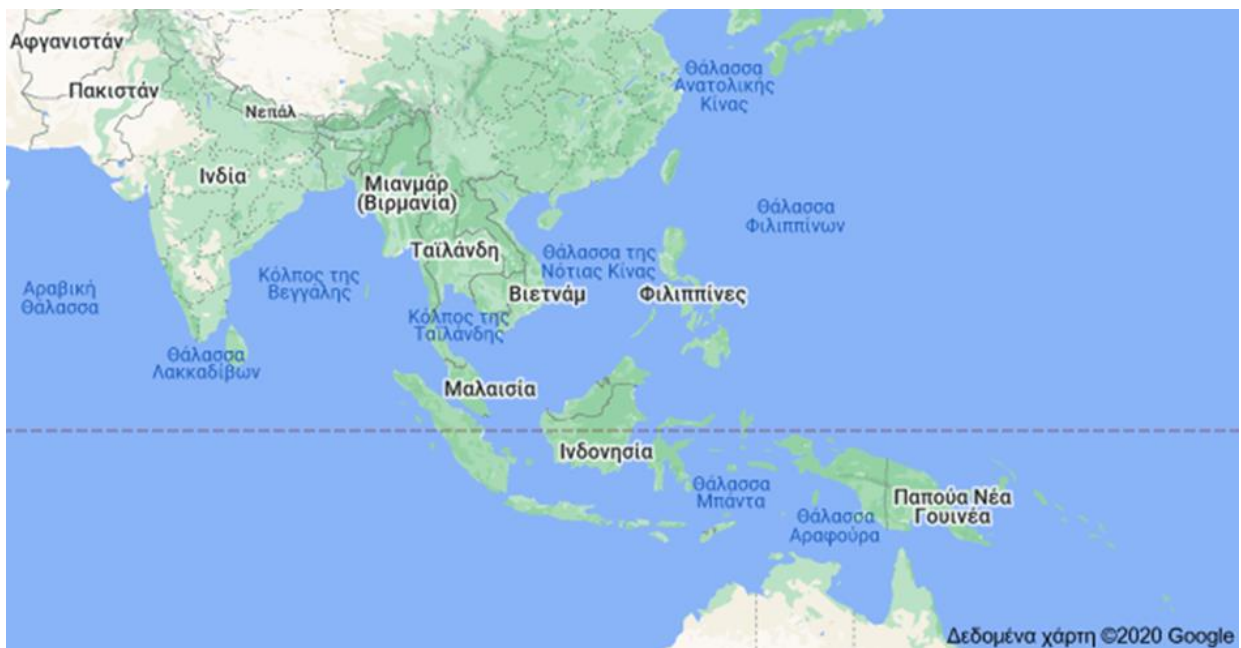 Αφγανιστάν
Πακιστάν
Νεπάλ
Ινδία
Μιανμάρ
(Βιρμανία)
Ταϊλάνδη
Βιετνάμ
Φιλιππίνες
Θάλασσα
Ανατολικής
Κίνας
Θάλασσα
Φιλιππίνων
Θάλασσα της
Νότιας Κίνας
Κόλπος της
Βεγγάλης
Αραβική
Θάλασσα
Κόλπος της
Ταϊλάνδης
Θάλασσα
Λακκαδίβων
Μαλαισία
Ινδονησία
Θάλασσα
Μπάντα
Παπούα Νέα
Γουινέα
Θάλασσα
Αραφούρα
Δεδομένα χάρτη ©2020 Google